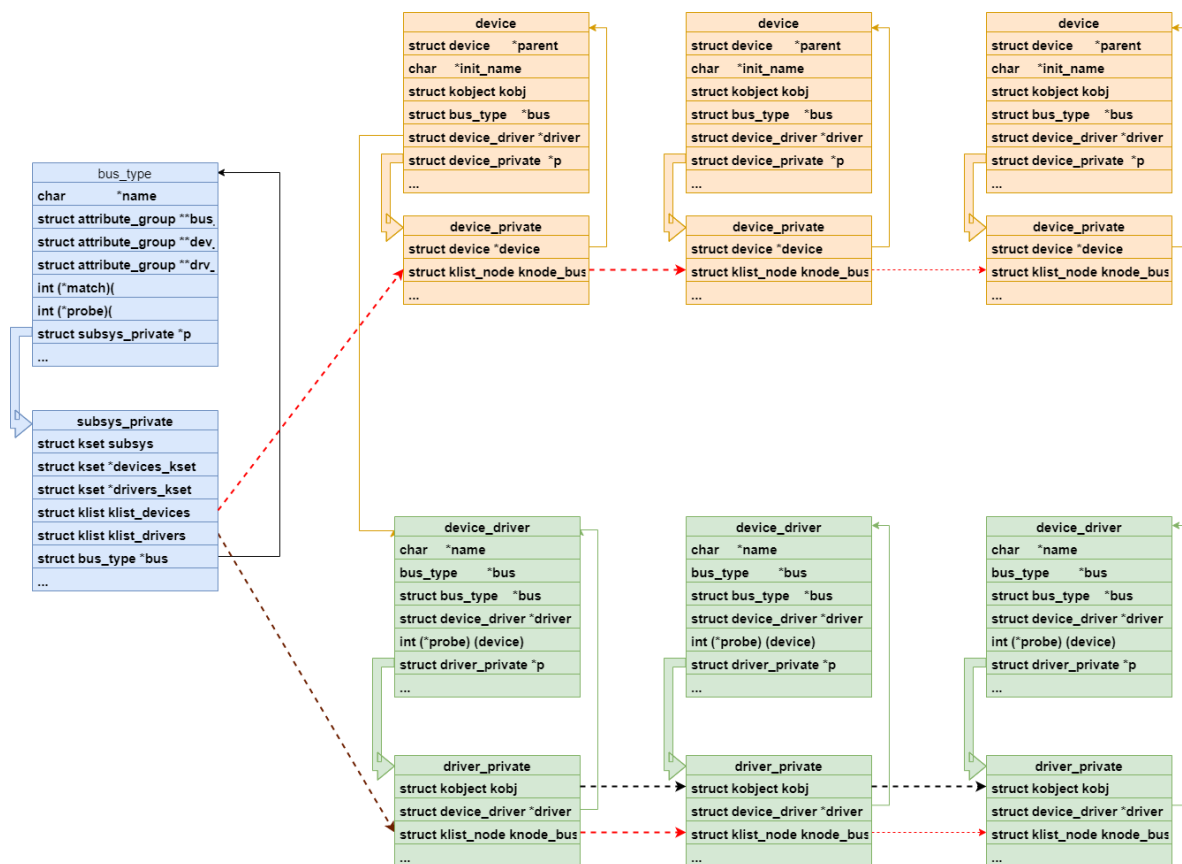 device
struct device *parent
char *init_name
struct kobject kobj
struct bus_type *bus
struct device_driver *driver
struct device_private *p
...
device_private
struct device *device
struct klist_node knode_bus
...
device
struct device *parent
char *init_name
struct kobject kobj
struct bus_type *bus
struct device_driver *driver
struct device_private *p
...
device_private
struct device *device
struct klist_node knode_bus
...
device
struct device *parent
char *init_name
struct kobject kobj
struct bus_type *bus
struct device_driver *driver
struct device_private *p
...
device_private
struct device *device
struct klist_node knode_bus
...
bus_type
char *name
struct attribute_group **bus_
struct attribute_group **dev_
struct attribute_group **drv_
int (*match)(
int (*probe)(
struct subsys_private *p
...
subsys_private
struct kset subsys
struct kset *devices_kset
struct kset *drivers_kset
struct klist klist_devices
struct klist klist_drivers
struct bus_type *bus
...
device_driver
char *name
bus_type *bus
struct bus_type *bus
struct device_driver *driver
int (*probe) (device)
struct driver_private *p
...
driver_private
struct kobject kobj
struct device_driver *driver
struct klist_node knode_bus
...
device_driver
char *name
bus_type *bus
struct bus_type *bus
struct device_driver *driver
int (*probe) (device)
struct driver_private *p
...
driver_private
struct kobject kobj
struct device_driver *driver
struct klist_node knode_bus
...
device_driver
char *name
bus_type *bus
struct bus_type *bus
struct device_driver *driver
int (*probe) (device)
struct driver_private *p
...
driver_private
struct kobject kobj
struct device_driver *driver
struct klist_node knode_bus
...